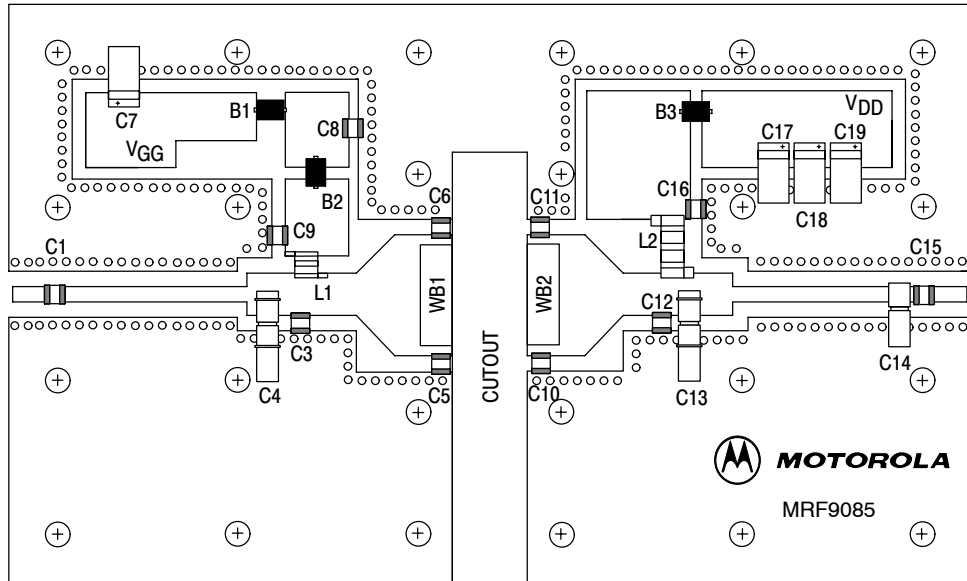 C7
VGG
B1
C8
B2
C9
L1
C6
C1
C3
C4
C5
WB1
CUTOUT
WB2
C11
C10
B3
VDD
C17
C19
C18
C16
L2
C12
C13
C15
C14
MOTOROLA
MRF9085